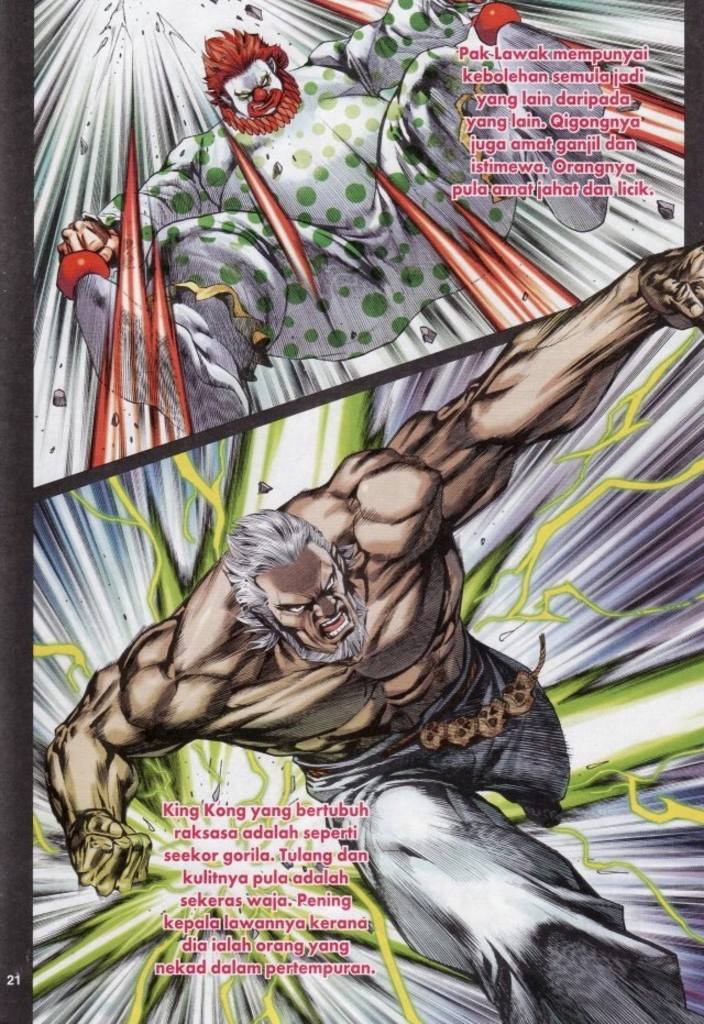 Pak Lawak mempunyai
kebolehan semula jadi
yang lain daripada
yang lain. Qigongnya
juga amat ganjil dan
istimewa. Orangnya
pula amat jahat dan licik.
King Kong yang bertubuh
raksasa adalah seperti
seekor gorila. Tulang dan
kulitnya pula adalah
sekeras waja. Pening
kepala lawannya kerana
dia ialah orang yang
nekad dalam pertempuran.
21